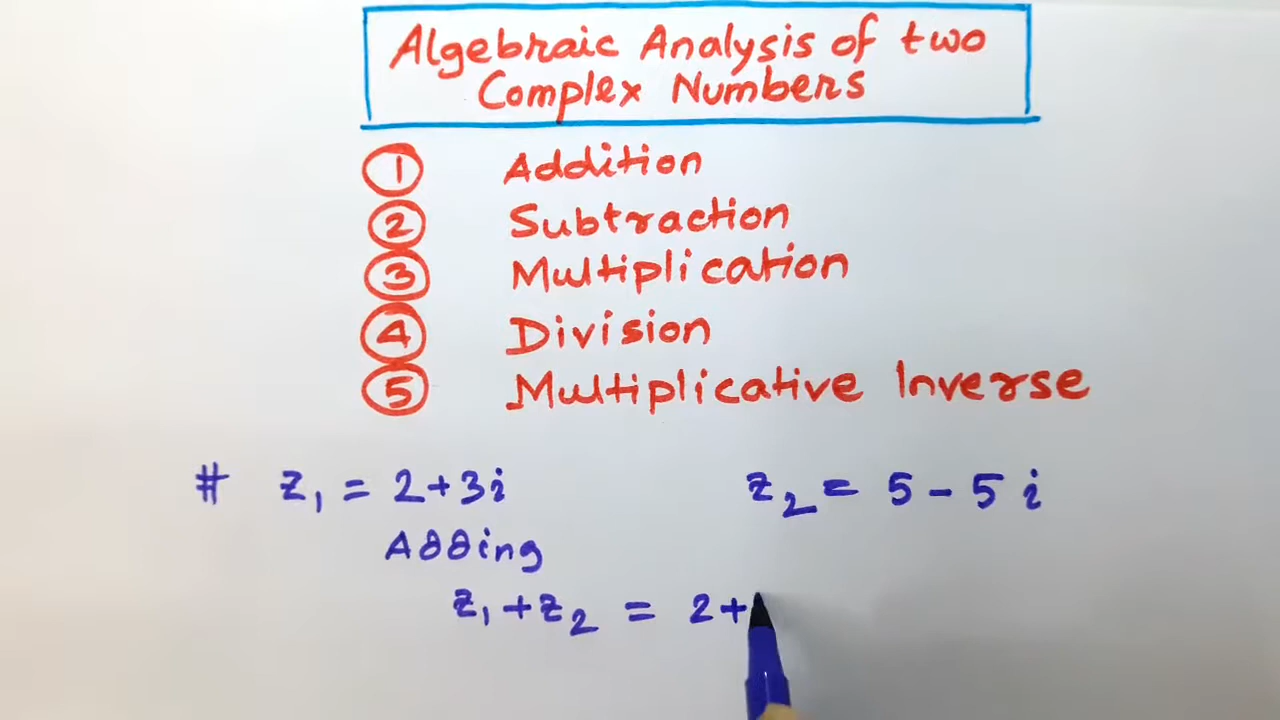 Algebraic Analysis of two
Complex Numbers
1 Addition
2 Subtraction
3 Multiplication
4 Division
5 Multiplicative Inverse
# z₁ = 2+3i z₂ = 5-5i
Adding
z₁+z₂ = 2+